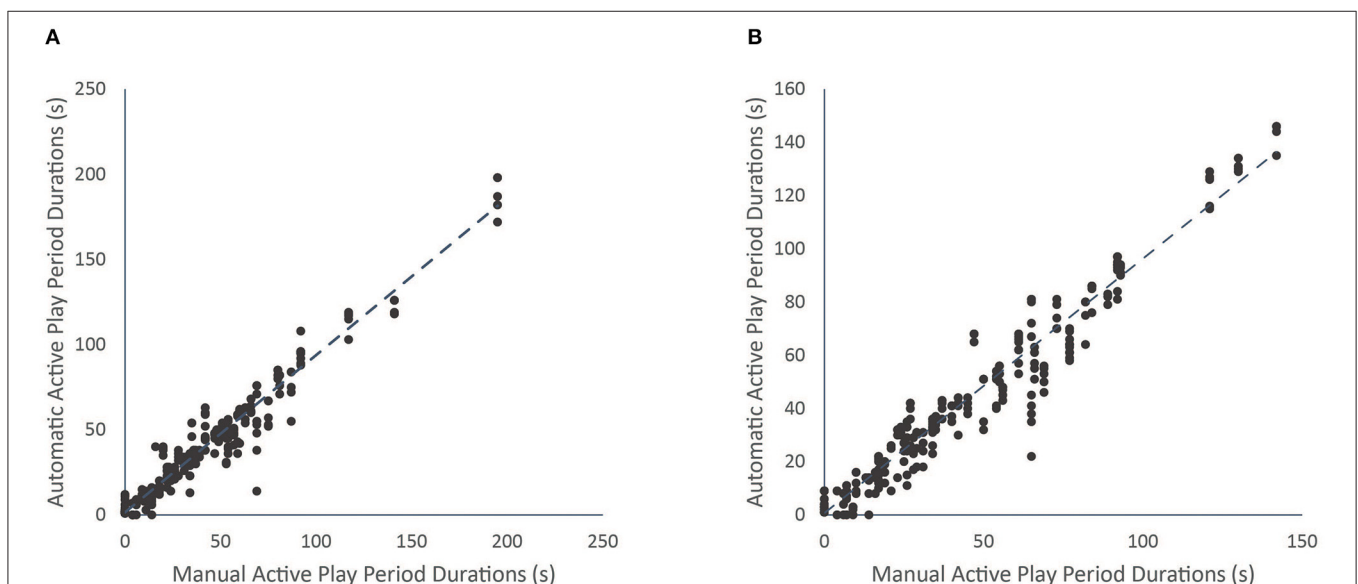 A
250
200
150
100
50
0
0 50 100 150 200 250
Automatic Active Play Period Durations (s)
Manual Active Play Period Durations (s)
B
160
140
120
100
80
60
40
20
0
0 50 100 150
Automatic Active Play Period Durations (s)
Manual Active Play Period Durations (s)